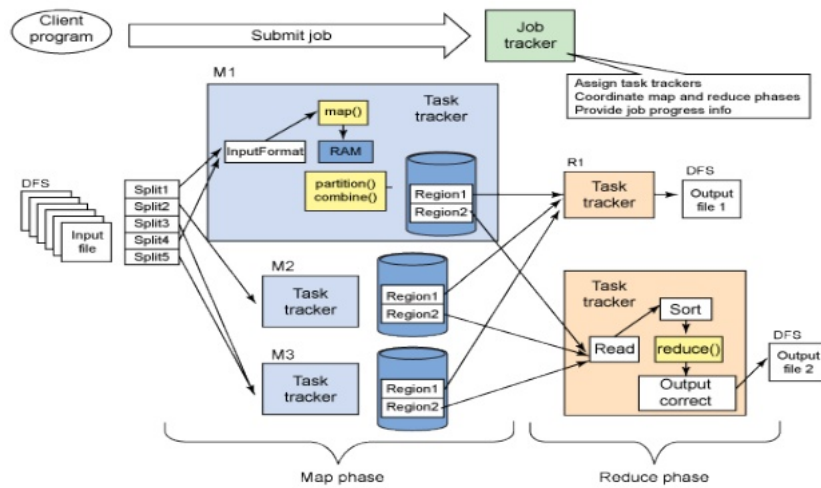 Client
program
Submit job
Job
tracker
Assign task trackers
Coordinate map and reduce phases
Provide job progress info
M1
Task
tracker
map()
InputFormat
RAM
partition()
combine()
Region1
Region2
DFS
Input
file
Split1
Split2
Split3
Split4
Split5
M2
Task
tracker
Region1
Region2
M3
Task
tracker
Region1
Region2
R1
Task
tracker
DFS
Output
file 1
Task
tracker
Sort
Read
reduce()
Output
correct
DFS
Output
file 2
Map phase
Reduce phase